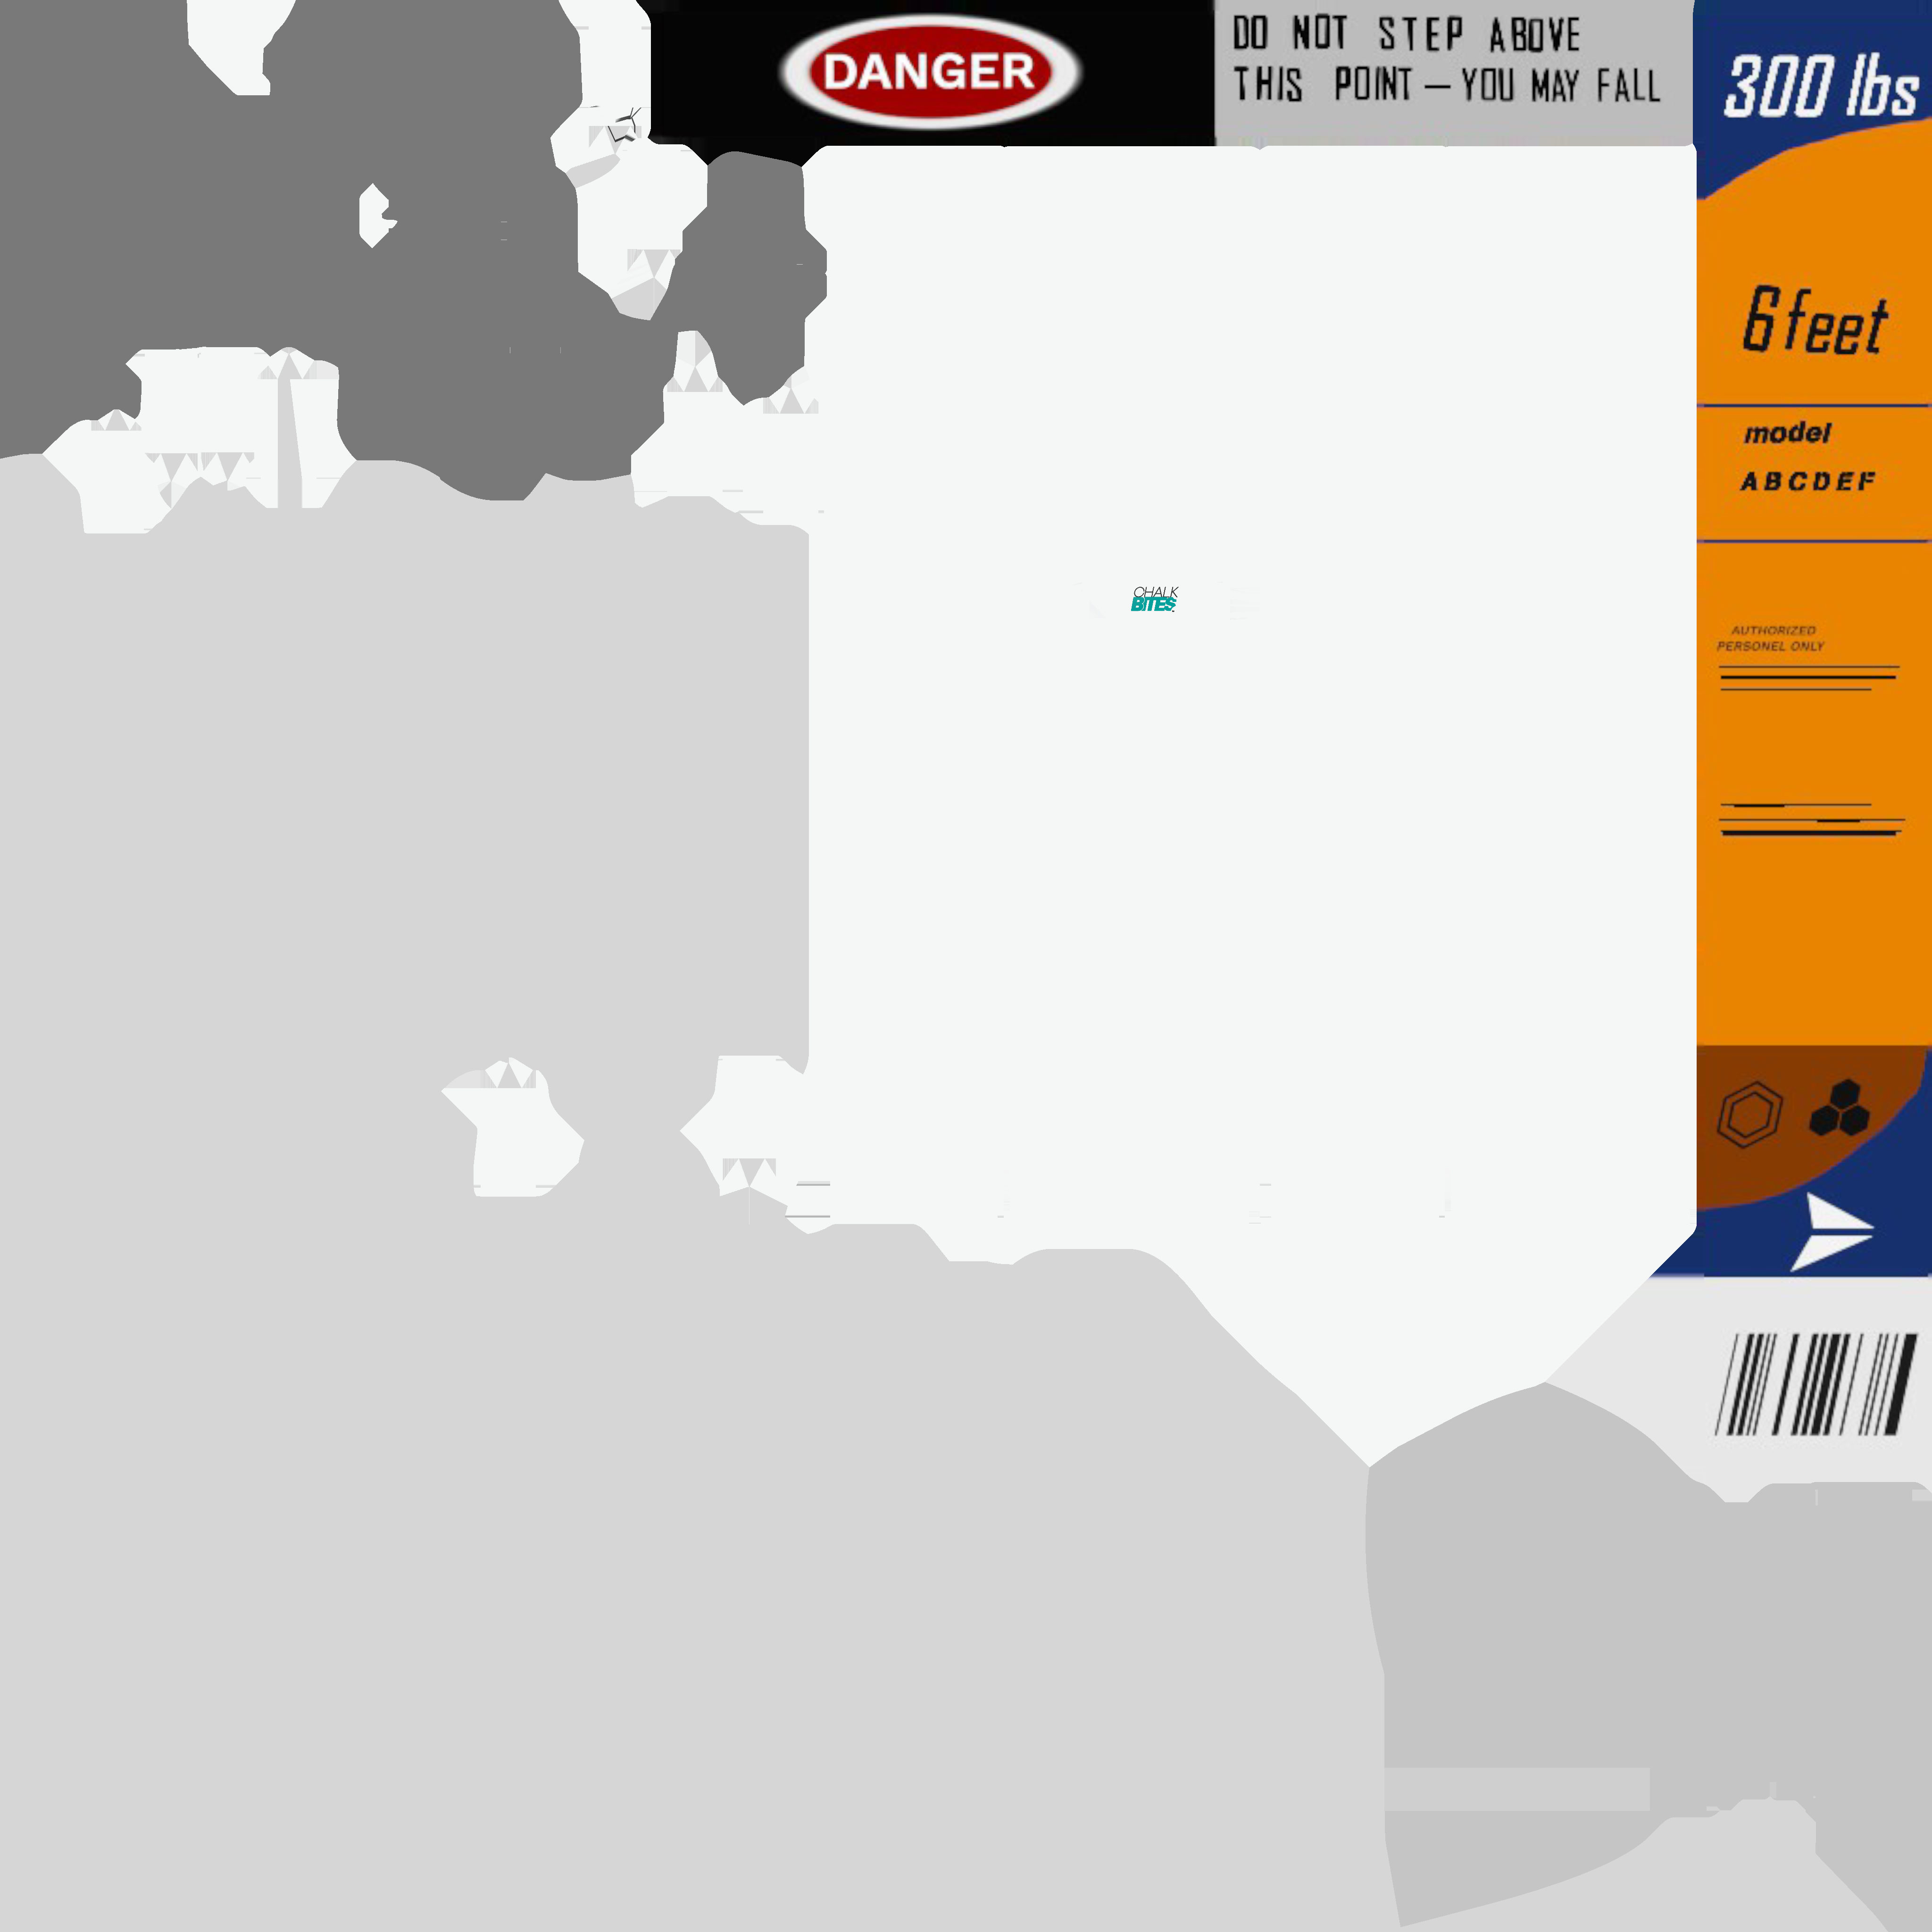 DANGER
DO NOT STEP ABOVE
THIS POINT — YOU MAY FALL
300 lbs
6 feet
model
ABCDEF
CHALK
BITES
AUTHORIZED
PERSONEL ONLY